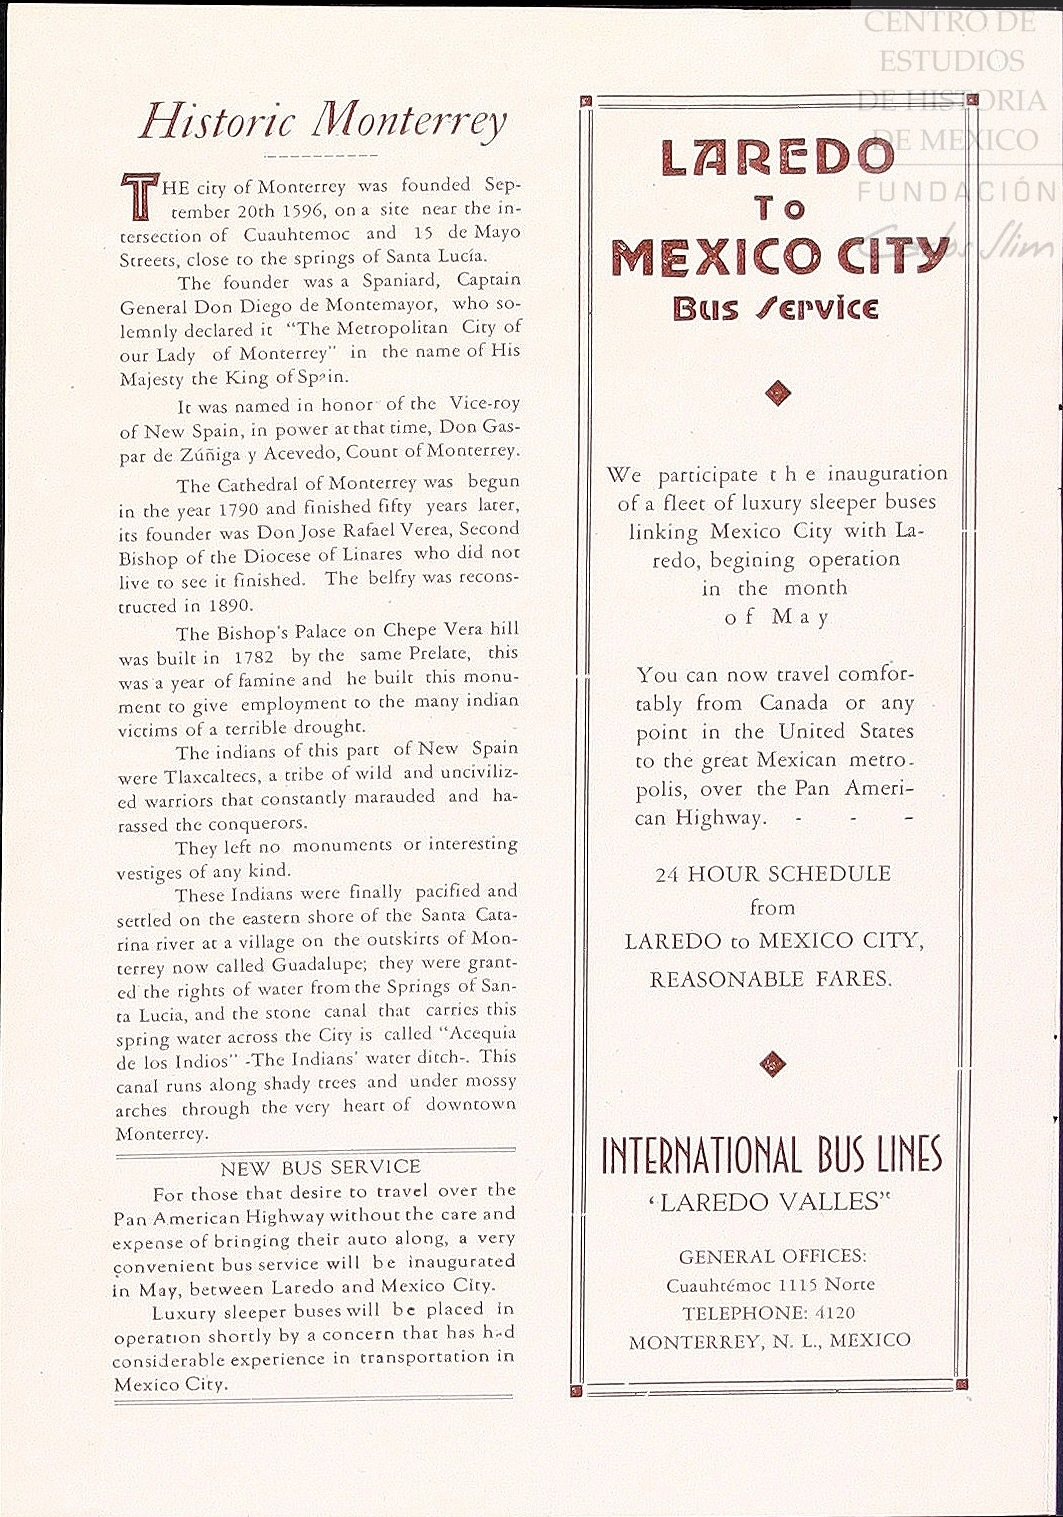 CENTRO DE
ESTUDIOS
DE HISTORIA
DE MEXICO
FUNDACIÓN
Carlos Slim
Historic Monterrey
THE city of Monterrey was founded Sep-
tember 20th 1596, on a site near the in-
tersection of Cuauhtemoc and 15 de Mayo
Streets, close to the springs of Santa Lucía.
The founder was a Spaniard, Captain
General Don Diego de Montemayor, who so-
lemnly declared it "The Metropolitan City of
our Lady of Monterrey" in the name of His
Majesty the King of Spain.
It was named in honor of the Vice-roy
of New Spain, in power at that time, Don Gas-
par de Zúñiga y Acevedo, Count of Monterrey.
The Cathedral of Monterrey was begun
in the year 1790 and finished fifty years later,
its founder was Don Jose Rafael Verea, Second
Bishop of the Diocese of Linares who did not
live to see it finished. The belfry was recons-
tructed in 1890.
The Bishop's Palace on Chepe Vera hill
was built in 1782 by the same Prelate, this
was a year of famine and he built this monu-
ment to give employment to the many indian
victims of a terrible drought.
The indians of this part of New Spain
were Tlaxcaltecs, a tribe of wild and unciviliz-
ed warriors that constantly marauded and ha-
rassed the conquerors.
They left no monuments or interesting
vestiges of any kind.
These Indians were finally pacified and
settled on the eastern shore of the Santa Cata-
rina river at a village on the outskirts of Mon-
terrey now called Guadalupe; they were grant-
ed the rights of water from the Springs of San-
ta Lucia, and the stone canal that carries this
spring water across the City is called "Acequia
de los Indios" -The Indians' water ditch-. This
canal runs along shady trees and under mossy
arches through the very heart of downtown
Monterrey.
NEW BUS SERVICE
For those that desire to travel over the
Pan American Highway without the care and
expense of bringing their auto along, a very
convenient bus service will be inaugurated
in May, between Laredo and Mexico City.
Luxury sleeper buses will be placed in
operation shortly by a concern that has had
considerable experience in transportation in
Mexico City.
LAREDO
To
MEXICO CITY
Bus Service
We participate the inauguration
of a fleet of luxury sleeper buses
linking Mexico City with La-
redo, begining operation
in the month
of May
You can now travel comfor-
tably from Canada or any
point in the United States
to the great Mexican metro-
polis, over the Pan Ameri-
can Highway. - - -
24 HOUR SCHEDULE
from
LAREDO to MEXICO CITY,
REASONABLE FARES.
INTERNATIONAL BUS LINES
‘LAREDO VALLES"
GENERAL OFFICES:
Cuauhtémoc 1115 Norte
TELEPHONE: 4120
MONTERREY, N. L., MEXICO